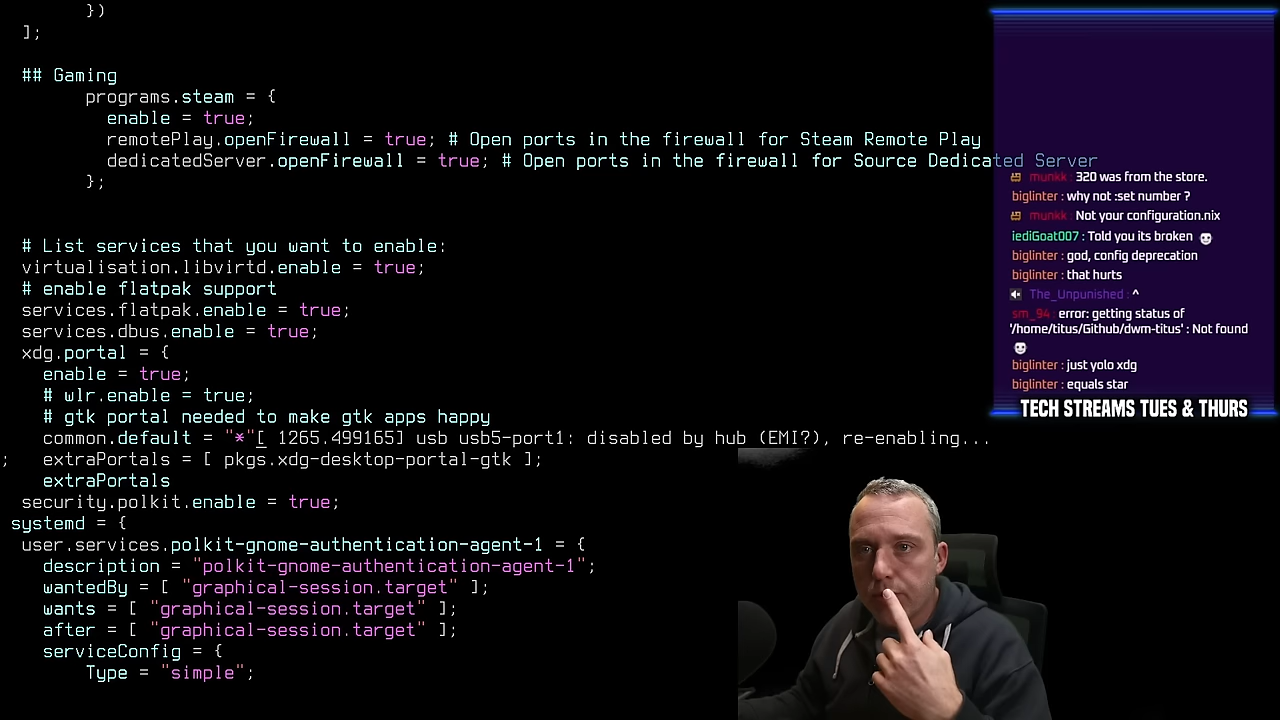 })
];
## Gaming
programs.steam = {
enable = true;
remotePlay.openFirewall = true; # Open ports in the firewall for Steam Remote Play
dedicatedServer.openFirewall = true; # Open ports in the firewall for Source Dedicated Server
};
# List services that you want to enable:
virtualisation.libvirtd.enable = true;
# enable flatpak support
services.flatpak.enable = true;
services.dbus.enable = true;
xdg.portal = {
enable = true;
# wlr.enable = true;
# gtk portal needed to make gtk apps happy
common.default = "*"[ 1265.499165] usb usb5-port1: disabled by hub (EMI?), re-enabling...
;   extraPortals = [ pkgs.xdg-desktop-portal-gtk ];
extraPortals
security.polkit.enable = true;
systemd = {
user.services.polkit-gnome-authentication-agent-1 = {
description = "polkit-gnome-authentication-agent-1";
wantedBy = [ "graphical-session.target" ];
wants = [ "graphical-session.target" ];
after = [ "graphical-session.target" ];
serviceConfig = {
Type = "simple";
munkk : 320 was from the store.
biglinter : why not :set number ?
munkk : Not your configuration.nix
iediGoat007 : Told you its broken
biglinter : god, config deprecation
biglinter : that hurts
The_Unpunished : ^
sm_94 : error: getting status of
'/home/titus/Github/dwm-titus' : Not found
biglinter : just yolo xdg
biglinter : equals star
TECH STREAMS TUES & THURS